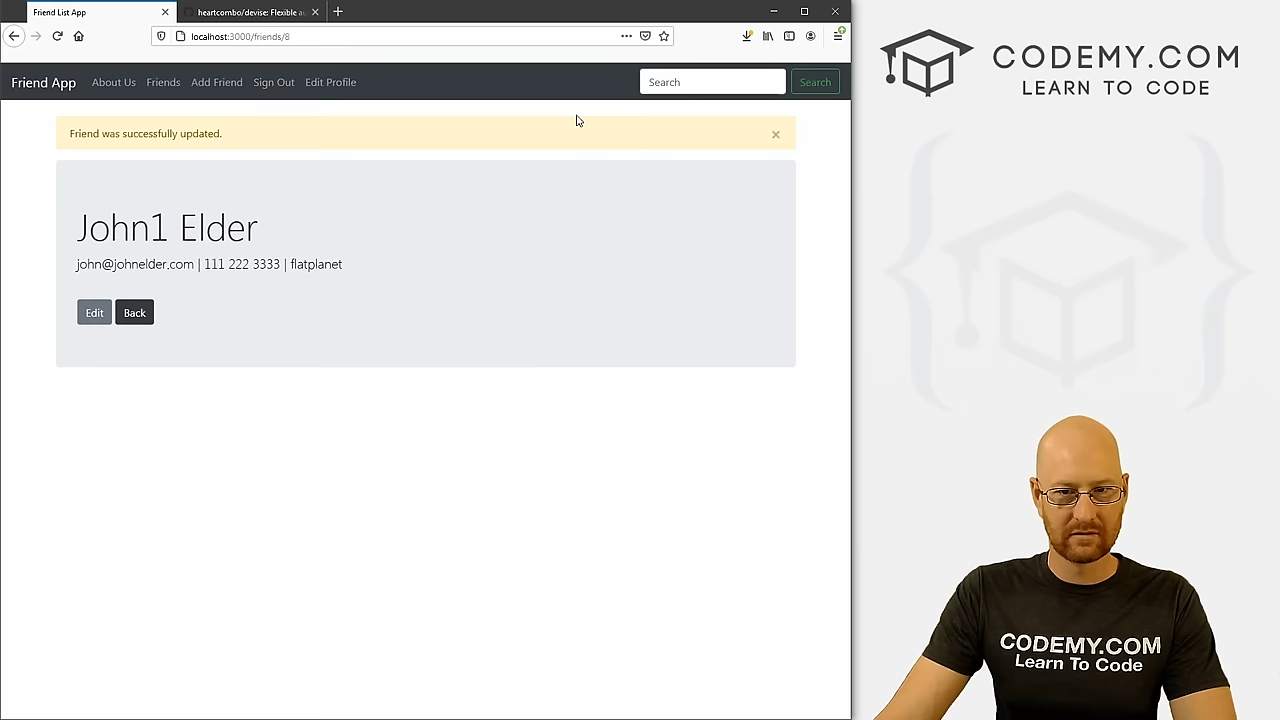 Friend List App
heartcombo/devise: Flexible au
localhost:3000/friends/8
Friend App About Us Friends Add Friend Sign Out Edit Profile Search Search
Friend was successfully updated.
John1 Elder
john@johnelder.com | 111 222 3333 | flatplanet
Edit Back
CODEMY.COM
LEARN TO CODE
CODEMY.COM
Learn To Code